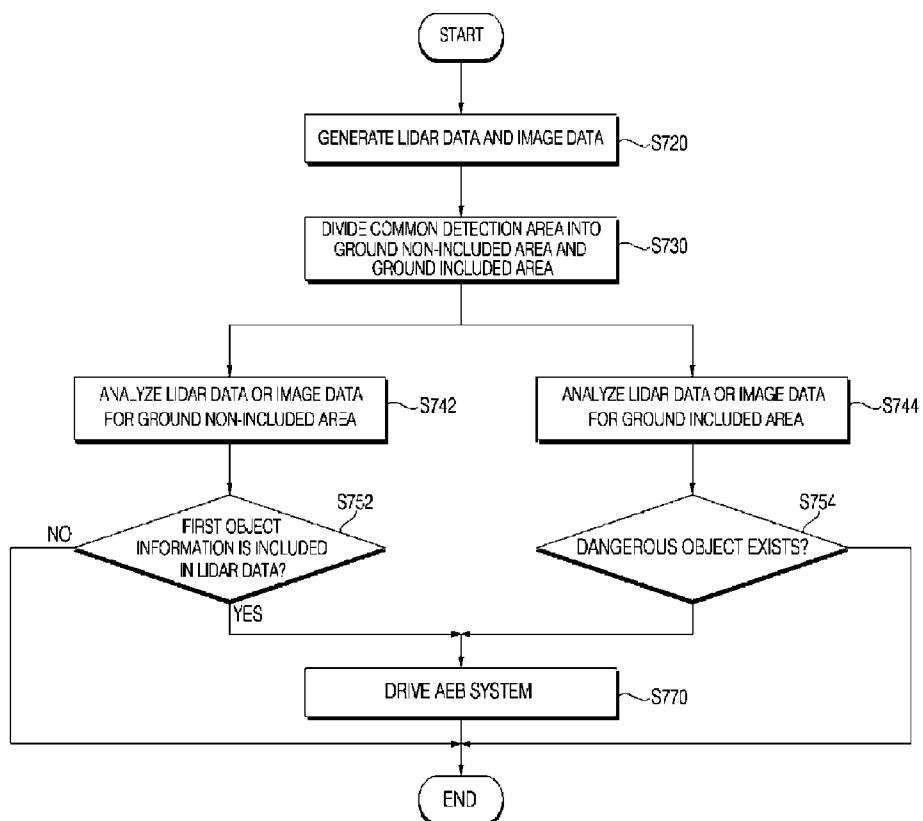 START
GENERATE LIDAR DATA AND IMAGE DATA
S720
DIVIDE COMMON DETECTION AREA INTO
GROUND NON-INCLUDED AREA AND
GROUND INCLUDED AREA
S730
ANALYZE LIDAR DATA OR IMAGE DATA
FOR GROUND NON-INCLUDED AREA
S742
ANALYZE LIDAR DATA OR IMAGE DATA
FOR GROUND INCLUDED AREA
S744
S752
NO
FIRST OBJECT
INFORMATION IS INCLUDED
IN LIDAR DATA?
YES
S754
DANGEROUS OBJECT EXISTS?
DRIVE AEB SYSTEM
S770
END